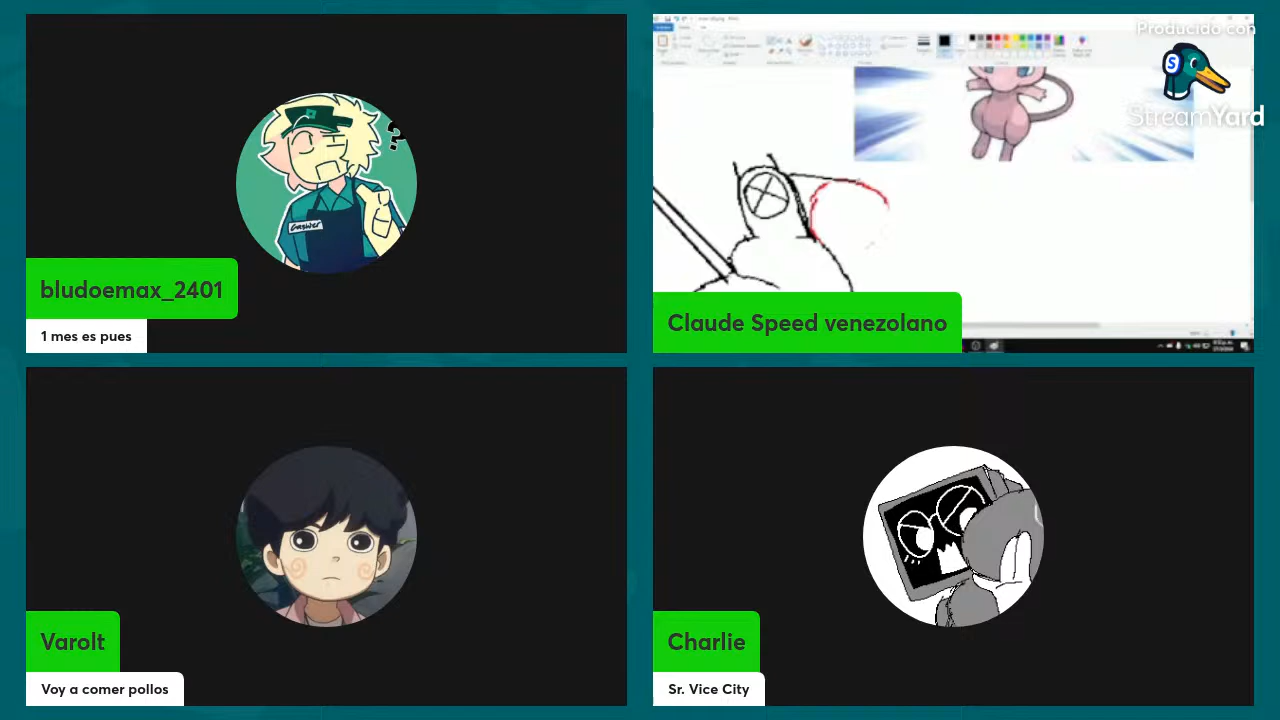 Producido con
StreamYard
S
?
Gaswer
bludoemax_2401
1 mes es pues
Claude Speed venezolano
Varolt
Voy a comer pollos
Charlie
Sr. Vice City